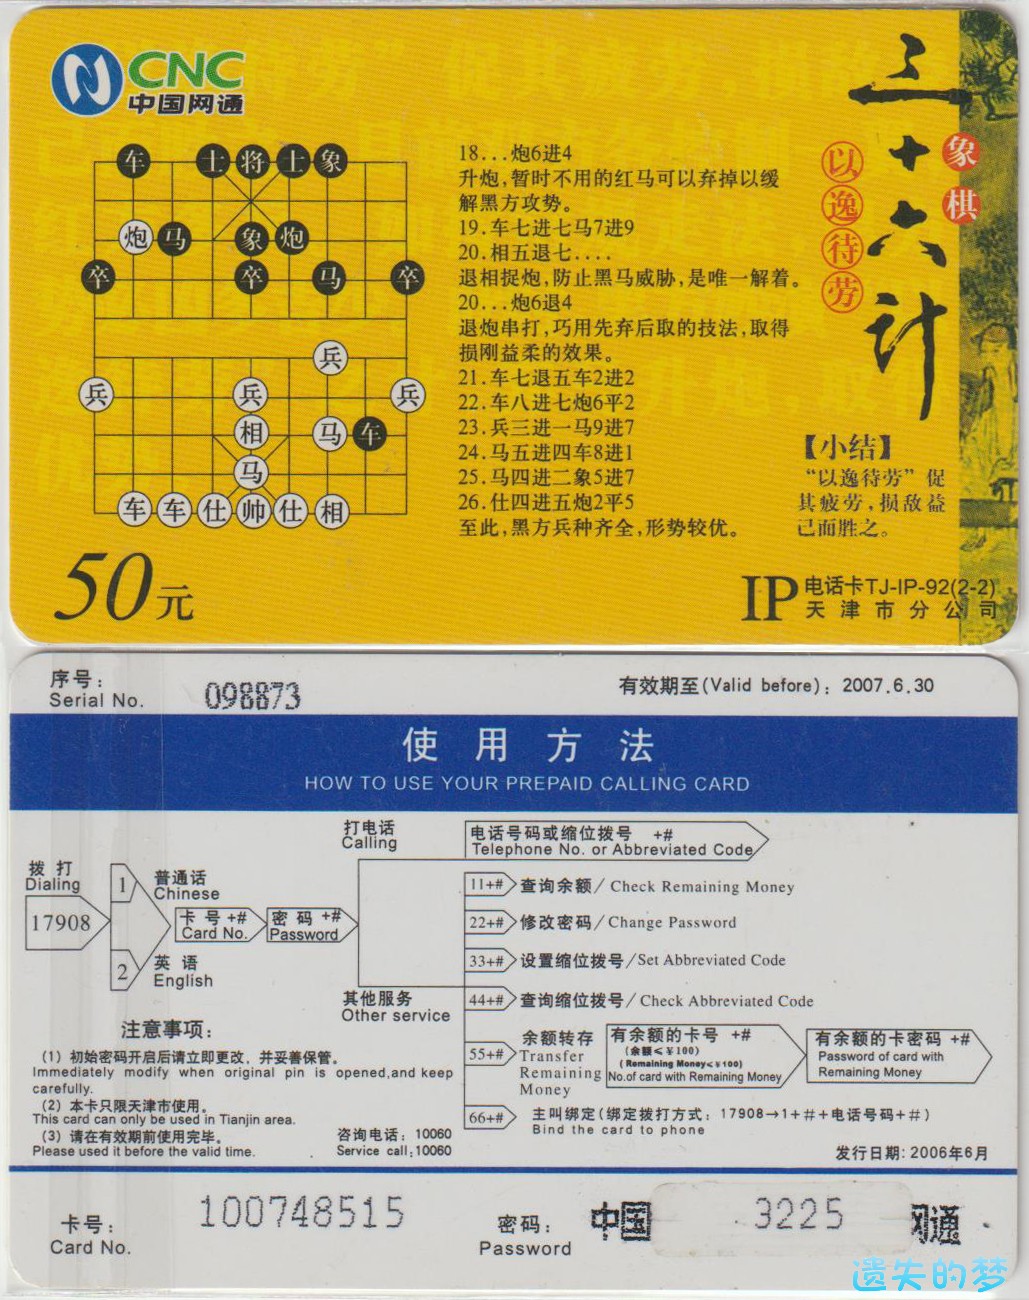 CNC
中国网通
三十六计
象棋
以逸待劳
车 士 将 士 象
炮 马 象 炮
卒 卒 马 卒
兵
兵 兵 兵
相 马 车
马
车 车 仕 帅 仕 相
18...炮6进4
升炮,暂时不用的红马可以弃掉以缓
解黑方攻势。
19.车七进七马7进9
20.相五退七....
退相捉炮,防止黑马威胁,是唯一解着。
20...炮6退4
退炮串打,巧用先弃后取的技法,取得
损刚益柔的效果。
21.车七退五车2进2
22.车八进七炮6平2
23.兵三进一马9进7
24.马五进四车8进1
25.马四进二象5进7
26.仕四进五炮2平5
至此,黑方兵种齐全,形势较优。
【小结】
“以逸待劳”促
其疲劳,损敌益
己而胜之。
50元
IP 电话卡TJ-IP-92(2-2)
天津市分公司
序号:
Serial No. 098873
有效期至(Valid before): 2007.6.30
使用方法
HOW TO USE YOUR PREPAID CALLING CARD
拨打
Dialing
17908
1 普通话
Chinese
2 英语
English
卡号+#
Card No.
密码+#
Password
打电话
Calling
电话号码或缩位拨号 +#
Telephone No. or Abbreviated Code
其他服务
Other service
11+# 查询余额/Check Remaining Money
22+# 修改密码/Change Password
33+# 设置缩位拨号/Set Abbreviated Code
44+# 查询缩位拨号/Check Abbreviated Code
55+# 余额转存
Transfer
Remaining
Money
有余额的卡号 +#
(余额≤¥100)
(Remaining Money≤¥100)
No.of card with Remaining Money
有余额的卡密码 +#
Password of card with
Remaining Money
66+# 主叫绑定(绑定拨打方式: 17908→1+#+电话号码+#)
Bind the card to phone
注意事项:
(1) 初始密码开启后请立即更改, 并妥善保管。
Immediately modify when original pin is opened,and keep
carefully.
(2) 本卡只限天津市使用。
This card can only be used in Tianjin area.
(3) 请在有效期前使用完毕。
Please used it before the valid time.
咨询电话: 10060
Service call:10060
发行日期: 2006年6月
卡号:
Card No.
100748515
密码:
Password
中国 3225 网通
遗失的梦